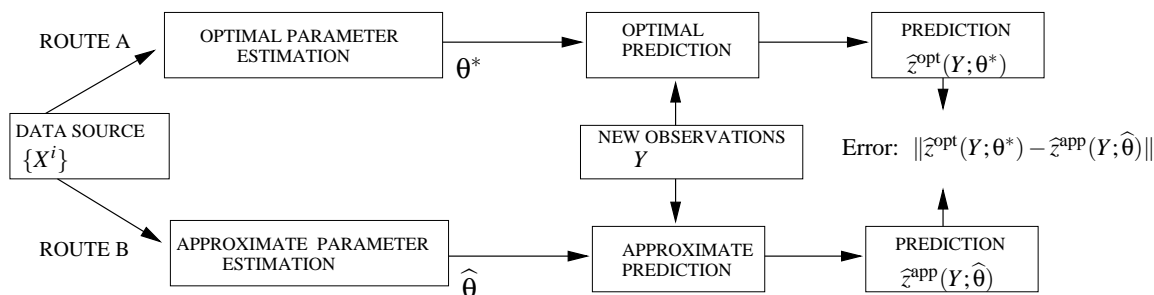 ROUTE A
OPTIMAL PARAMETER
ESTIMATION
θ*
OPTIMAL
PREDICTION
PREDICTION
ẑ^opt(Y;θ*)
DATA SOURCE
{X^i}
NEW OBSERVATIONS
Y
Error: ‖ẑ^opt(Y;θ*) − ẑ^app(Y;θ̂)‖
ROUTE B
APPROXIMATE PARAMETER
ESTIMATION
θ̂
APPROXIMATE
PREDICTION
PREDICTION
ẑ^app(Y;θ̂)